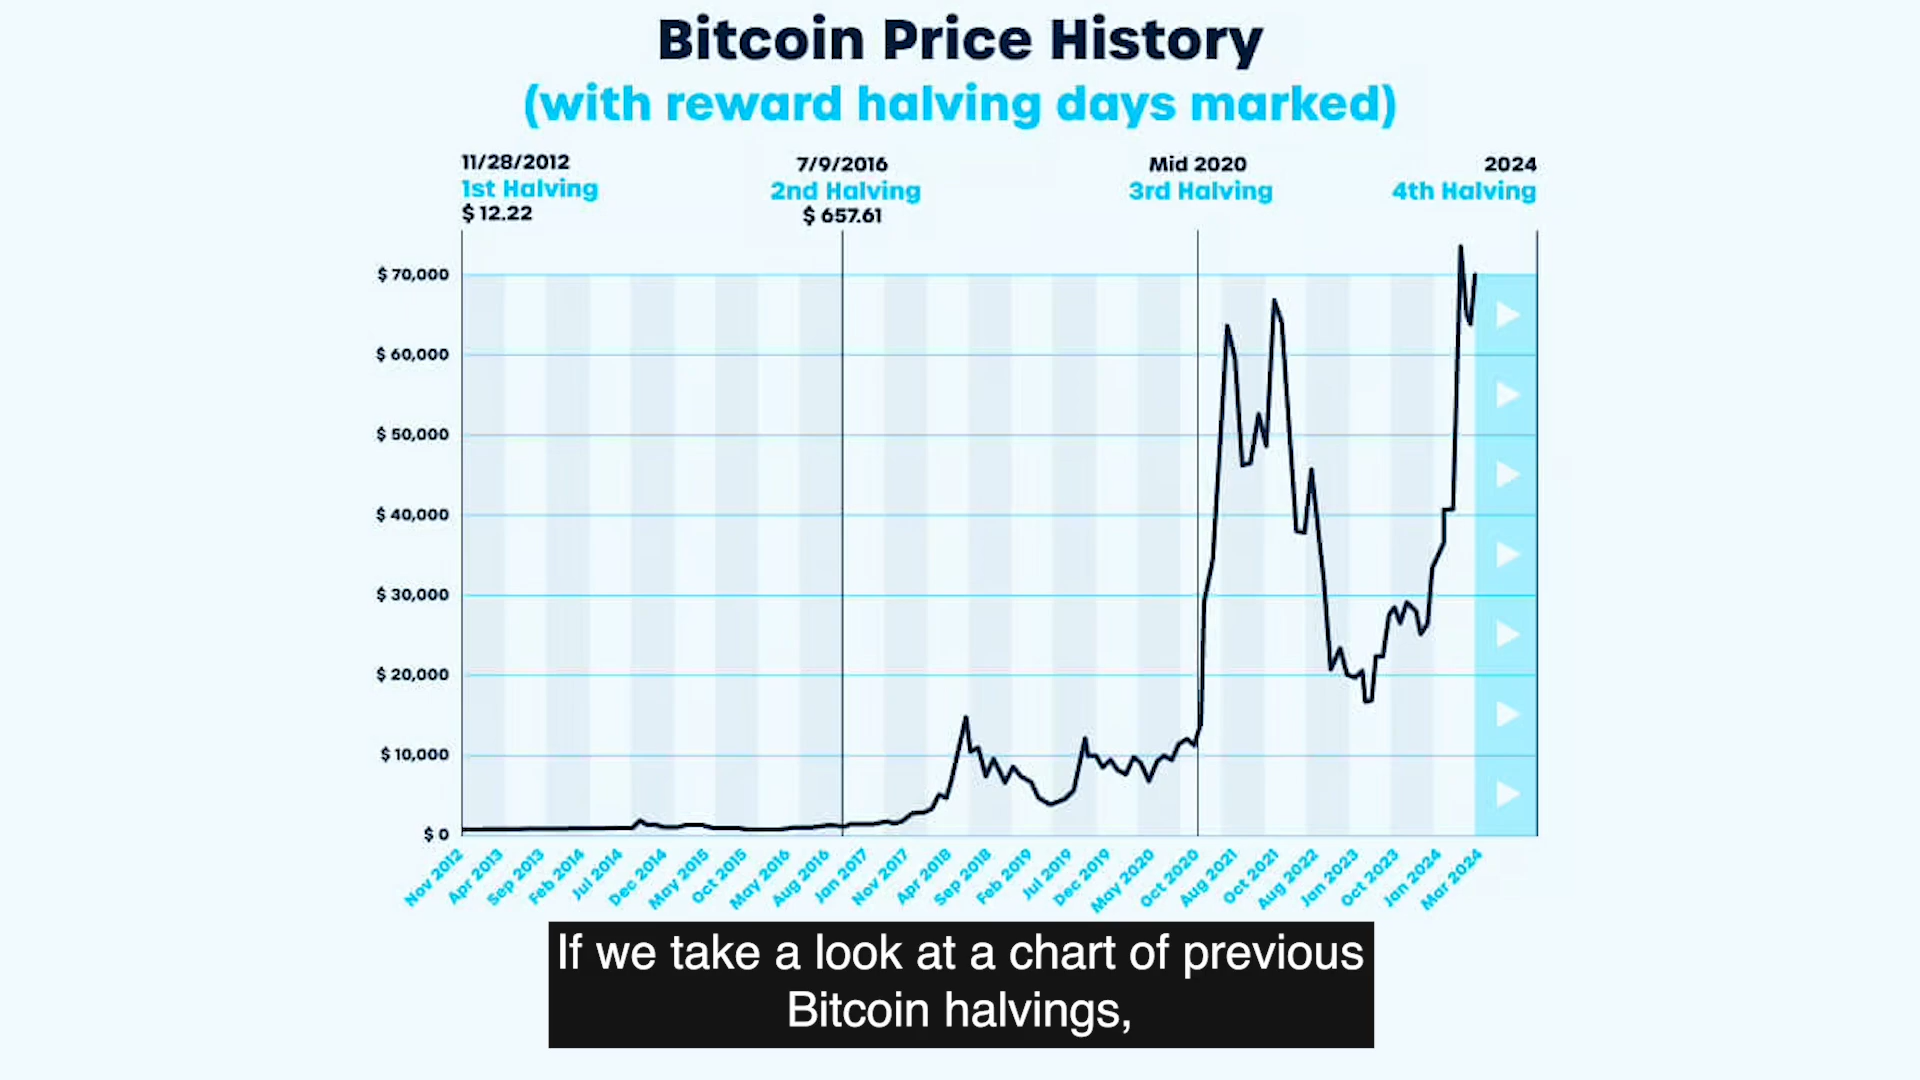 Bitcoin Price History
(with reward halving days marked)
11/28/2012
1st Halving
$ 12.22
7/9/2016
2nd Halving
$ 657.61
Mid 2020
3rd Halving
2024
4th Halving
$ 70,000
$ 60,000
$ 50,000
$ 40,000
$ 30,000
$ 20,000
$ 10,000
$ 0
Nov 2012
Apr 2013
Sep 2013
Feb 2014
Jul 2014
Dec 2014
May 2015
Oct 2015
May 2016
Aug 2016
Jan 2017
Nov 2017
Apr 2018
Sep 2018
Feb 2019
Jul 2019
Dec 2019
May 2020
Oct 2020
Aug 2021
Oct 2021
Aug 2022
Jan 2023
Oct 2023
Jan 2024
Mar 2024
If we take a look at a chart of previous
Bitcoin halvings,